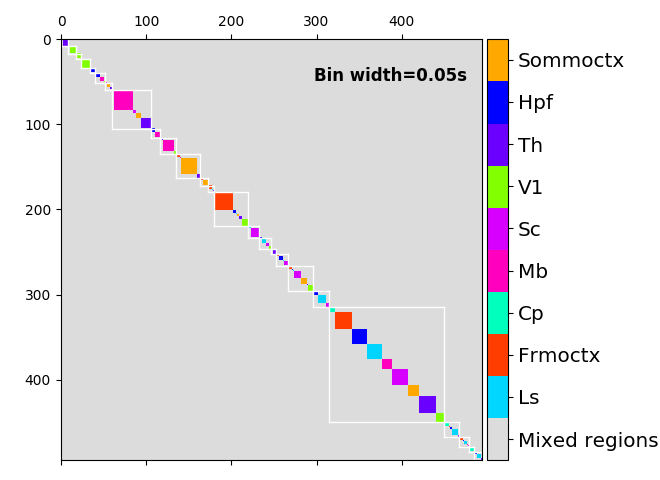 0 100 200 300 400
0
100
200
300
400
Bin width=0.05s
Sommoctx
Hpf
Th
V1
Sc
Mb
Cp
Frmoctx
Ls
Mixed regions